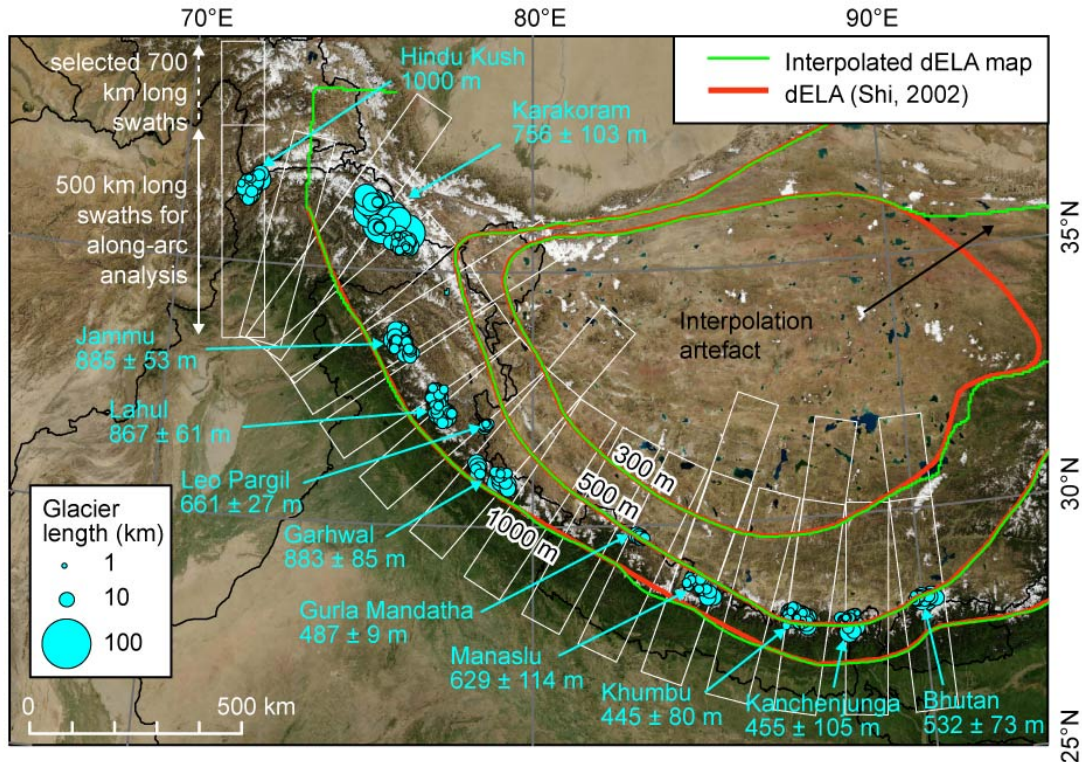 70°E
80°E
90°E
selected 700
km long
swaths
500 km long
swaths for
along-arc
analysis
Hindu Kush
1000 m
Karakoram
756 ± 103 m
Interpolated dELA map
dELA (Shi, 2002)
35°N
30°N
25°N
Interpolation
artefact
Jammu
885 ± 53 m
Lahul
867 ± 61 m
Leo Pargil
661 ± 27 m
Garhwal
883 ± 85 m
Gurla Mandatha
487 ± 9 m
Manaslu
629 ± 114 m
Khumbu
445 ± 80 m
Kanchenjunga
455 ± 105 m
Bhutan
532 ± 73 m
300 m
500 m
1000 m
Glacier
length (km)
1
10
100
0 500 km